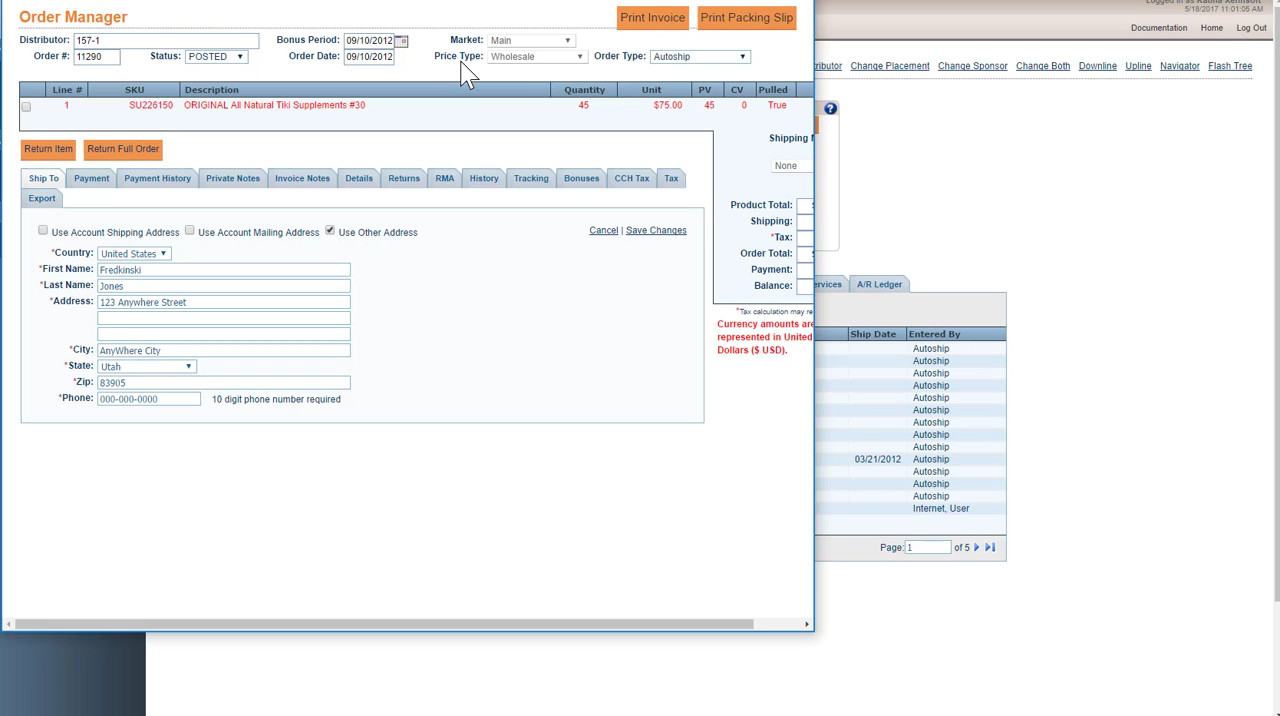 Order Manager
Print Invoice Print Packing Slip
Distributor: 157-1 Bonus Period: 09/10/2012 Market: Main
Order #: 11290 Status: POSTED Order Date: 09/10/2012 Price Type: Wholesale Order Type: Autoship
Line # SKU Description Quantity Unit PV CV Pulled
1 SU226150 ORIGINAL All Natural Tiki Supplements #30 45 $75.00 45 0 True
Return Item Return Full Order
Ship To Payment Payment History Private Notes Invoice Notes Details Returns RMA History Tracking Bonuses CCH Tax Tax
Export
Use Account Shipping Address Use Account Mailing Address Use Other Address Cancel | Save Changes
*Country: United States
*First Name: Fredkinski
*Last Name: Jones
*Address: 123 Anywhere Street
*City: AnyWhere City
*State: Utah
*Zip: 83905
*Phone: 000-000-0000 10 digit phone number required
Shipping
None
Product Total:
Shipping:
*Tax:
Order Total:
Payment:
Balance:
*Tax calculation may re
Currency amounts are
represented in United
Dollars ($ USD).
5/18/2017 11:01:05 AM
Documentation Home Log Out
Change Placement Change Sponsor Change Both Downline Upline Navigator Flash Tree
A/R Ledger
Ship Date Entered By
Autoship
Autoship
Autoship
Autoship
Autoship
Autoship
Autoship
Autoship
Autoship
03/21/2012 Autoship
Autoship
Autoship
Autoship
Internet, User
Page: 1 of 5